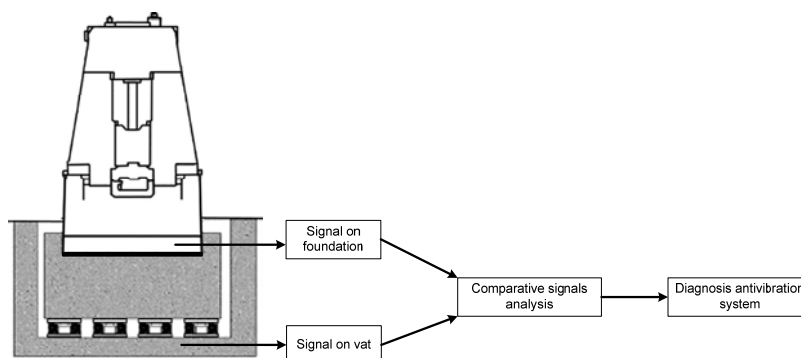 Signal on
foundation
Comparative signals
analysis
Diagnosis antivibration
system
Signal on vat